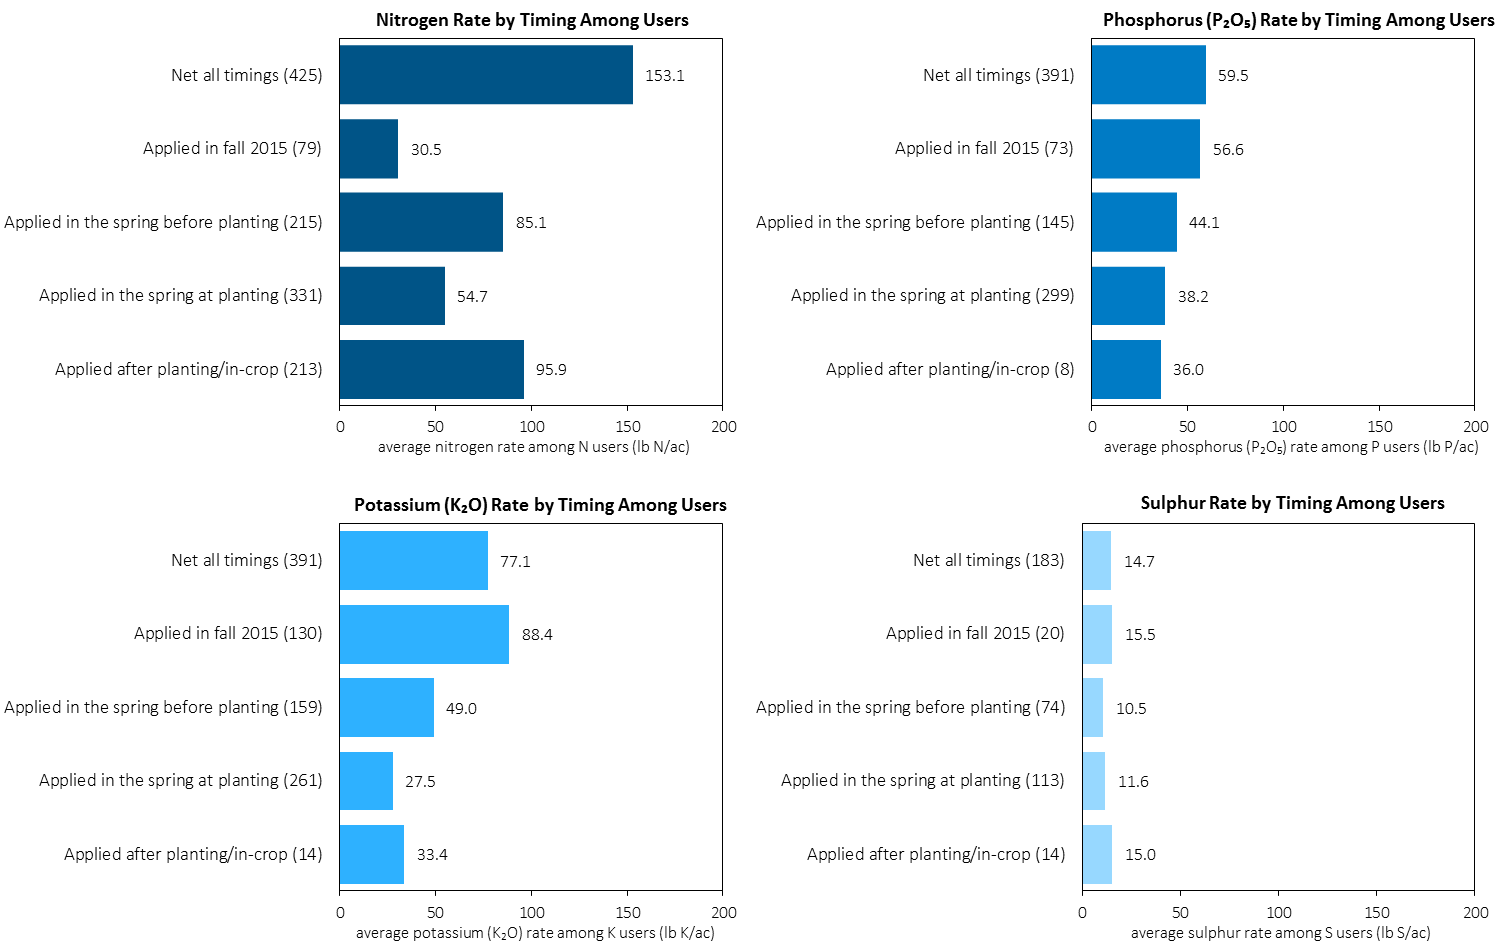 Nitrogen Rate by Timing Among Users
Net all timings (425)
153.1
Applied in fall 2015 (79)
30.5
Applied in the spring before planting (215)
85.1
Applied in the spring at planting (331)
54.7
Applied after planting/in-crop (213)
95.9
0 50 100 150 200
average nitrogen rate among N users (lb N/ac)
Phosphorus (P₂O₅) Rate by Timing Among Users
Net all timings (391)
59.5
Applied in fall 2015 (73)
56.6
Applied in the spring before planting (145)
44.1
Applied in the spring at planting (299)
38.2
Applied after planting/in-crop (8)
36.0
0 50 100 150 200
average phosphorus (P₂O₅) rate among P users (lb P/ac)
Potassium (K₂O) Rate by Timing Among Users
Net all timings (391)
77.1
Applied in fall 2015 (130)
88.4
Applied in the spring before planting (159)
49.0
Applied in the spring at planting (261)
27.5
Applied after planting/in-crop (14)
33.4
0 50 100 150 200
average potassium (K₂O) rate among K users (lb K/ac)
Sulphur Rate by Timing Among Users
Net all timings (183)
14.7
Applied in fall 2015 (20)
15.5
Applied in the spring before planting (74)
10.5
Applied in the spring at planting (113)
11.6
Applied after planting/in-crop (14)
15.0
0 50 100 150 200
average sulphur rate among S users (lb S/ac)